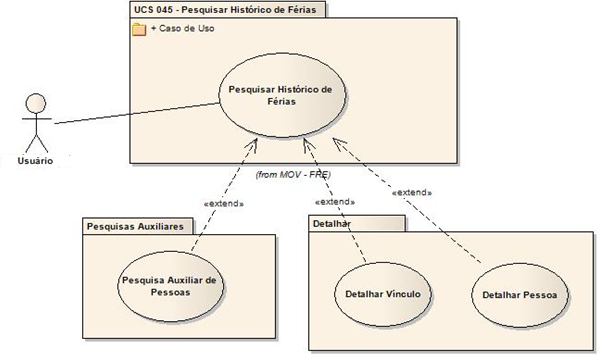 UCS 045 - Pesquisar Histórico de Férias
+ Caso de Uso
Pesquisar Histórico de
Férias
Usuário
(from MOV - FRE)
«extend»
«extend»
«extend»
Pesquisas Auxiliares
Detalhar
Pesquisa Auxiliar de
Pessoas
Detalhar Vínculo
Detalhar Pessoa